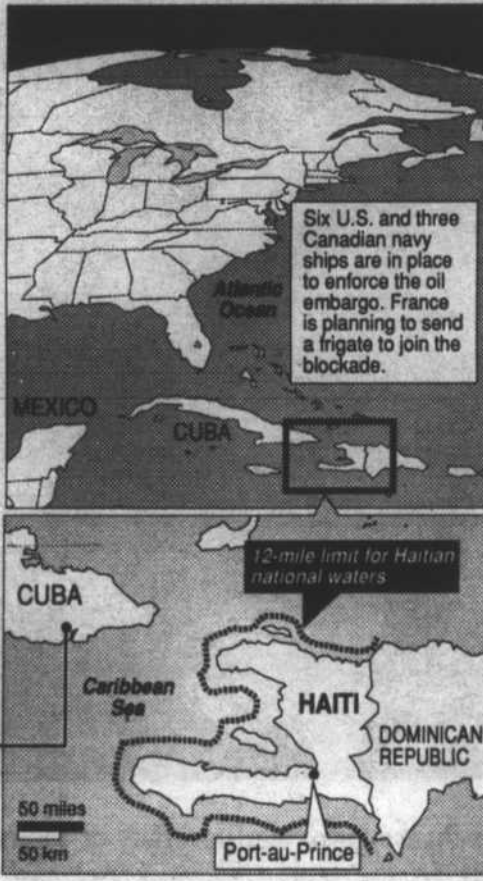 Six U.S. and three
Canadian navy
ships are in place
to enforce the oil
embargo. France
is planning to send
a frigate to join the
blockade.
Atlantic
Ocean
MEXICO
CUBA
12-mile limit for Haitian
national waters
CUBA
Caribbean
Sea
HAITI
DOMINICAN
REPUBLIC
50 miles
50 km
Port-au-Prince